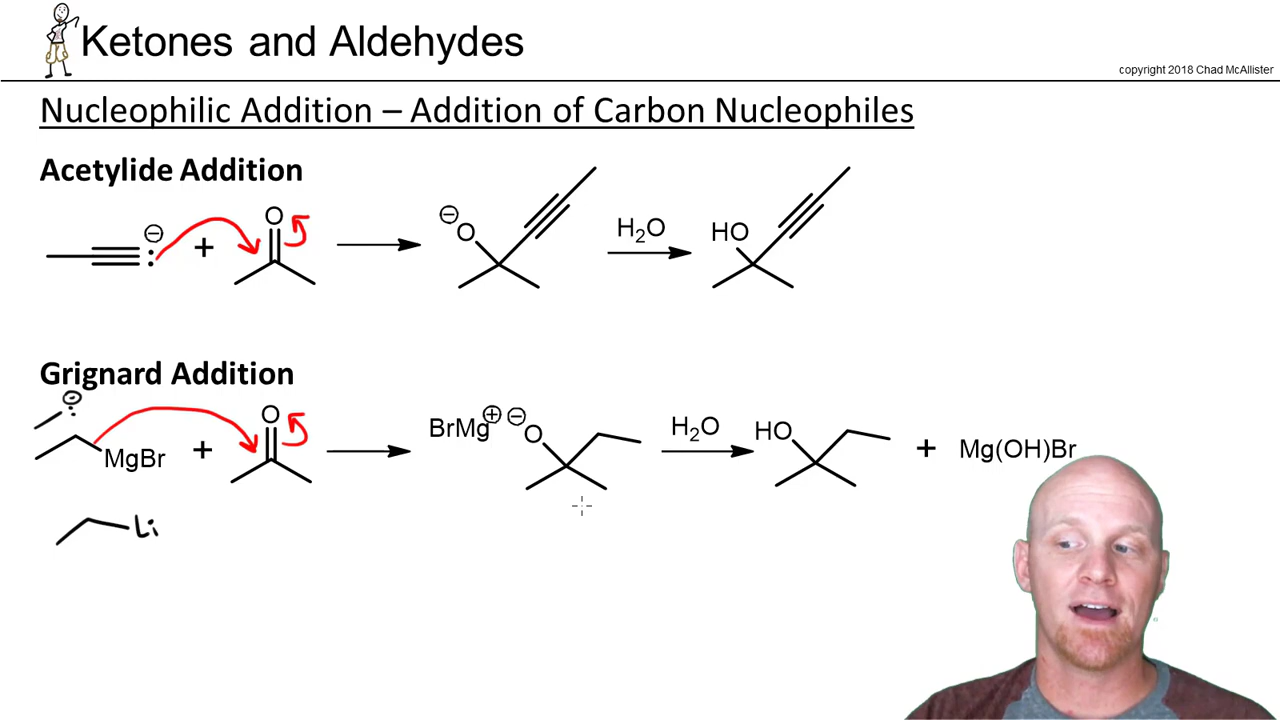 Ketones and Aldehydes
copyright 2018 Chad McAllister
Nucleophilic Addition – Addition of Carbon Nucleophiles
Acetylide Addition
⊖ : + O ⊖ O H₂O HO
Grignard Addition
⊖ :
MgBr + O BrMg ⊕ ⊖ O H₂O HO + Mg(OH)Br
Li